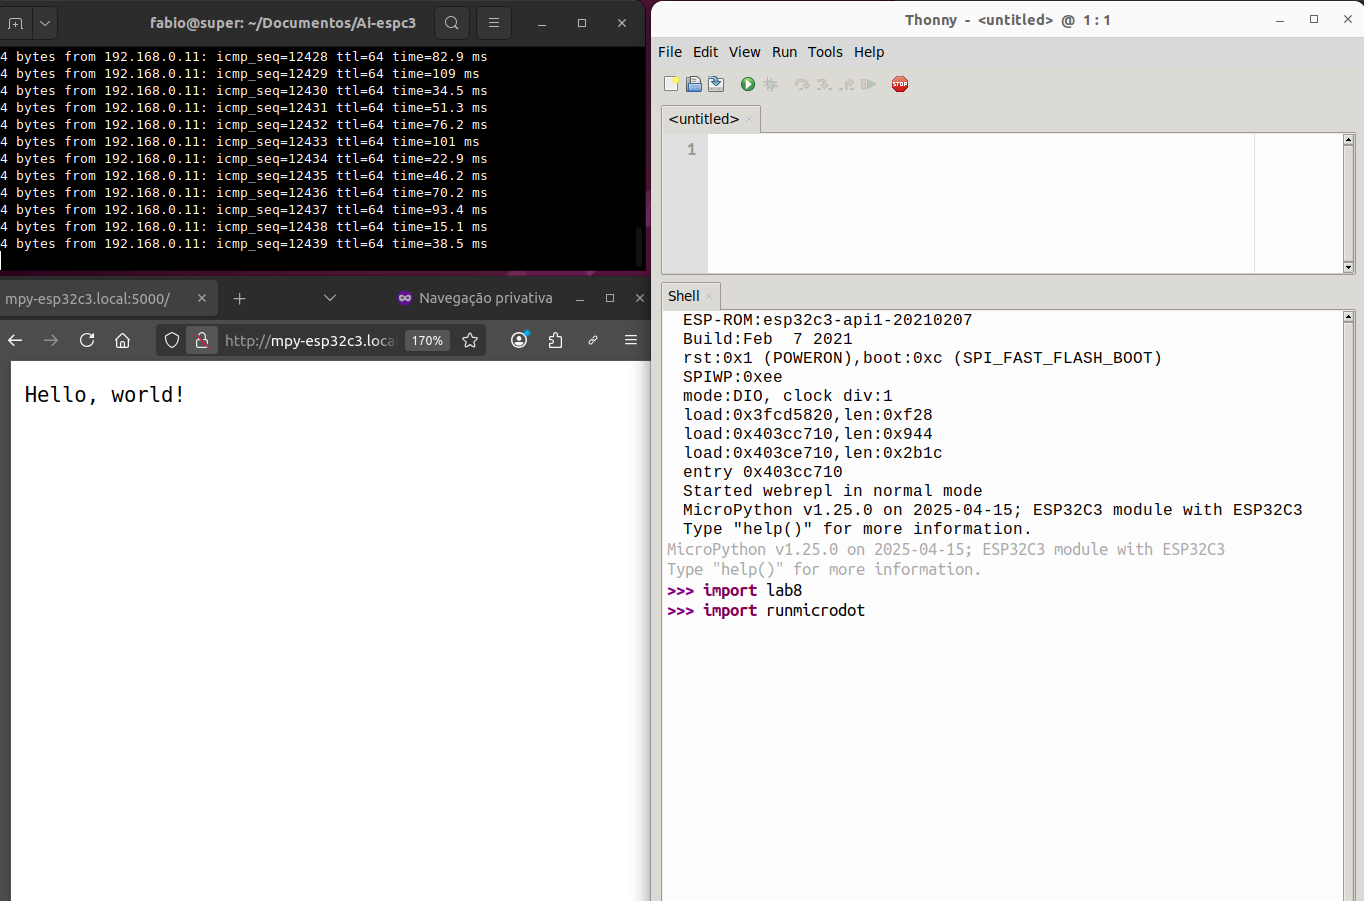 fabio@super: ~/Documentos/Ai-espc3
4 bytes from 192.168.0.11: icmp_seq=12428 ttl=64 time=82.9 ms
4 bytes from 192.168.0.11: icmp_seq=12429 ttl=64 time=109 ms
4 bytes from 192.168.0.11: icmp_seq=12430 ttl=64 time=34.5 ms
4 bytes from 192.168.0.11: icmp_seq=12431 ttl=64 time=51.3 ms
4 bytes from 192.168.0.11: icmp_seq=12432 ttl=64 time=76.2 ms
4 bytes from 192.168.0.11: icmp_seq=12433 ttl=64 time=101 ms
4 bytes from 192.168.0.11: icmp_seq=12434 ttl=64 time=22.9 ms
4 bytes from 192.168.0.11: icmp_seq=12435 ttl=64 time=46.2 ms
4 bytes from 192.168.0.11: icmp_seq=12436 ttl=64 time=70.2 ms
4 bytes from 192.168.0.11: icmp_seq=12437 ttl=64 time=93.4 ms
4 bytes from 192.168.0.11: icmp_seq=12438 ttl=64 time=15.1 ms
4 bytes from 192.168.0.11: icmp_seq=12439 ttl=64 time=38.5 ms
mpy-esp32c3.local:5000/
Navegação privativa
http://mpy-esp32c3.loca
170%
Hello, world!
Thonny - <untitled> @ 1:1
File Edit View Run Tools Help
STOP
<untitled>
1
Shell
ESP-ROM:esp32c3-api1-20210207
Build:Feb  7 2021
rst:0x1 (POWERON),boot:0xc (SPI_FAST_FLASH_BOOT)
SPIWP:0xee
mode:DIO, clock div:1
load:0x3fcd5820,len:0xf28
load:0x403cc710,len:0x944
load:0x403ce710,len:0x2b1c
entry 0x403cc710
Started webrepl in normal mode
MicroPython v1.25.0 on 2025-04-15; ESP32C3 module with ESP32C3
Type "help()" for more information.
MicroPython v1.25.0 on 2025-04-15; ESP32C3 module with ESP32C3
Type "help()" for more information.
>>> import lab8
>>> import runmicrodot